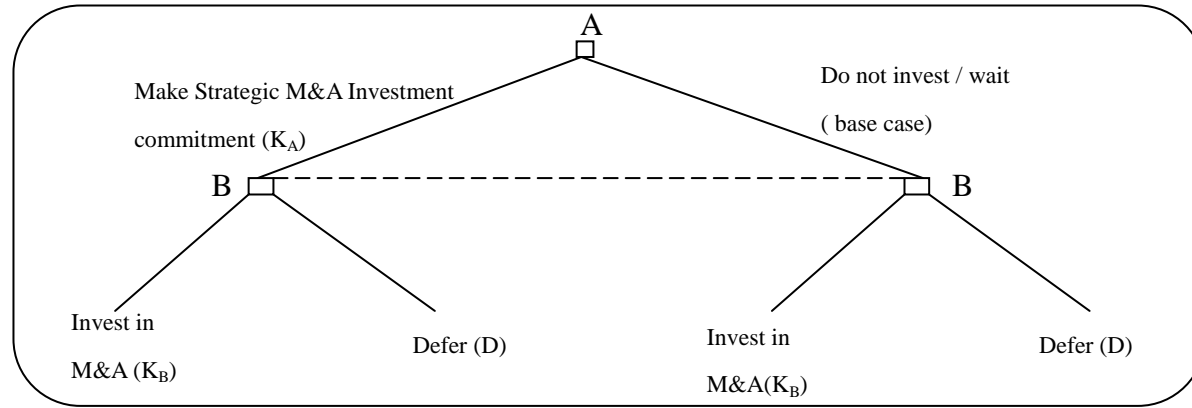 A
Make Strategic M&A Investment
commitment (K_A)
Do not invest / wait
( base case)
B
B
Invest in
M&A (K_B)
Defer (D)
Invest in
M&A(K_B)
Defer (D)